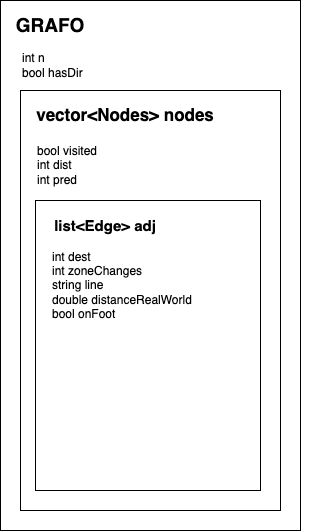 GRAFO
int n
bool hasDir
vector<Nodes> nodes
bool visited
int dist
int pred
list<Edge> adj
int dest
int zoneChanges
string line
double distanceRealWorld
bool onFoot